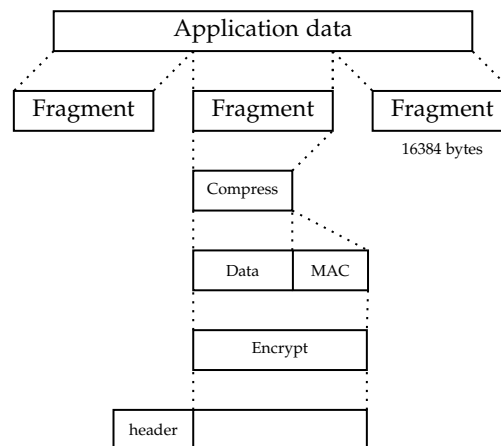 Application data
Fragment Fragment Fragment
16384 bytes
Compress
Data MAC
Encrypt
header